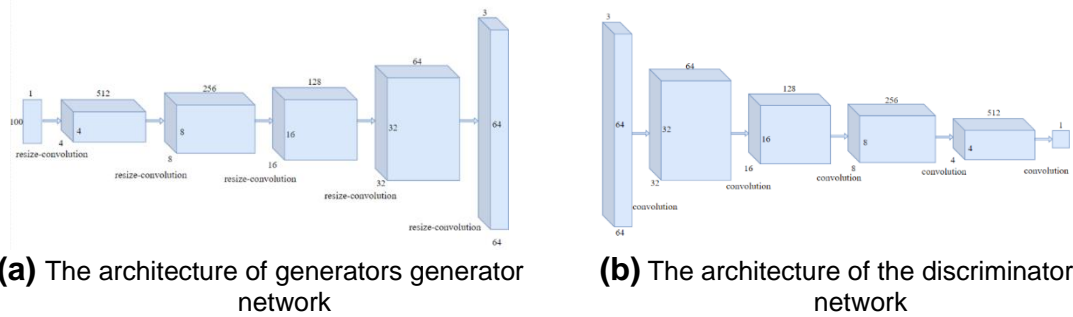 1
100
512
4
4
resize-convolution
256
8
8
resize-convolution
128
16
16
resize-convolution
64
32
32
resize-convolution
3
64
64
resize-convolution
(a) The architecture of generators generator
network
3
64
64
convolution
64
32
32
convolution
128
16
16
convolution
256
8
8
convolution
512
4
4
convolution
1
(b) The architecture of the discriminator
network